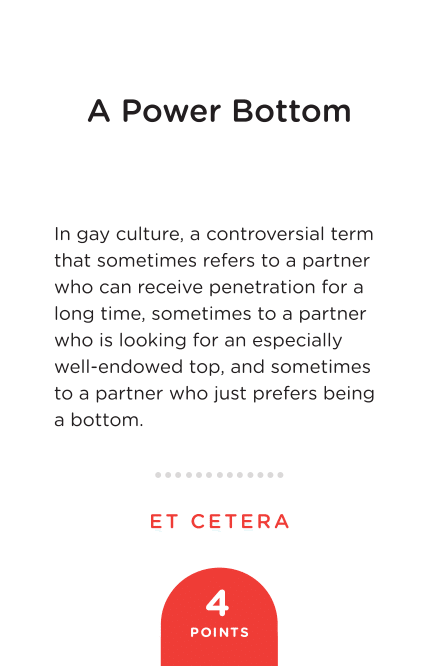 A Power Bottom
In gay culture, a controversial term
that sometimes refers to a partner
who can receive penetration for a
long time, sometimes to a partner
who is looking for an especially
well-endowed top, and sometimes
to a partner who just prefers being
a bottom.
ET CETERA
4
POINTS